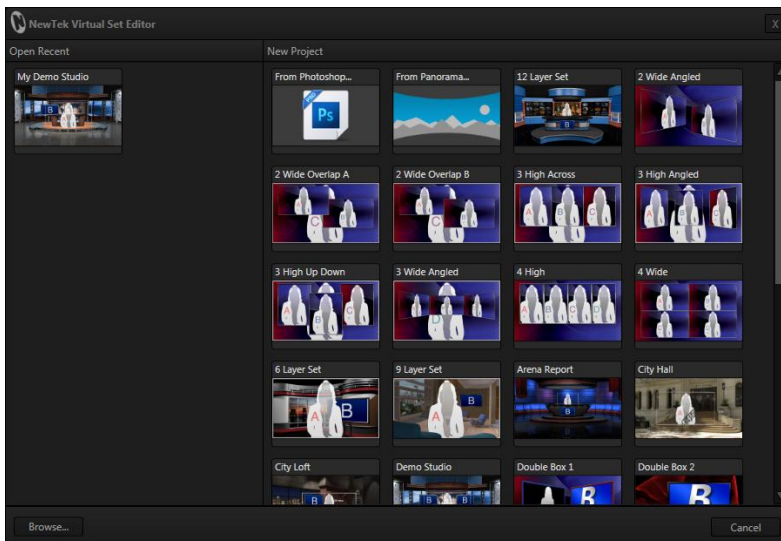 NewTek Virtual Set Editor
X
Open Recent
New Project
My Demo Studio
B
From Photoshop...
PSD
Ps
From Panorama...
12 Layer Set
B
2 Wide Angled
A
B
2 Wide Overlap A
A
B
C
2 Wide Overlap B
A
B
C
3 High Across
A
B
C
3 High Angled
A
B
C
3 High Up Down
A
B
C
3 Wide Angled
D
4 High
A
B
C
D
4 Wide
6 Layer Set
A
B
9 Layer Set
A
B
Arena Report
B
City Hall
A
City Loft
B
Demo Studio
B
B
Double Box 1
B
Double Box 2
B
Browse...
Cancel